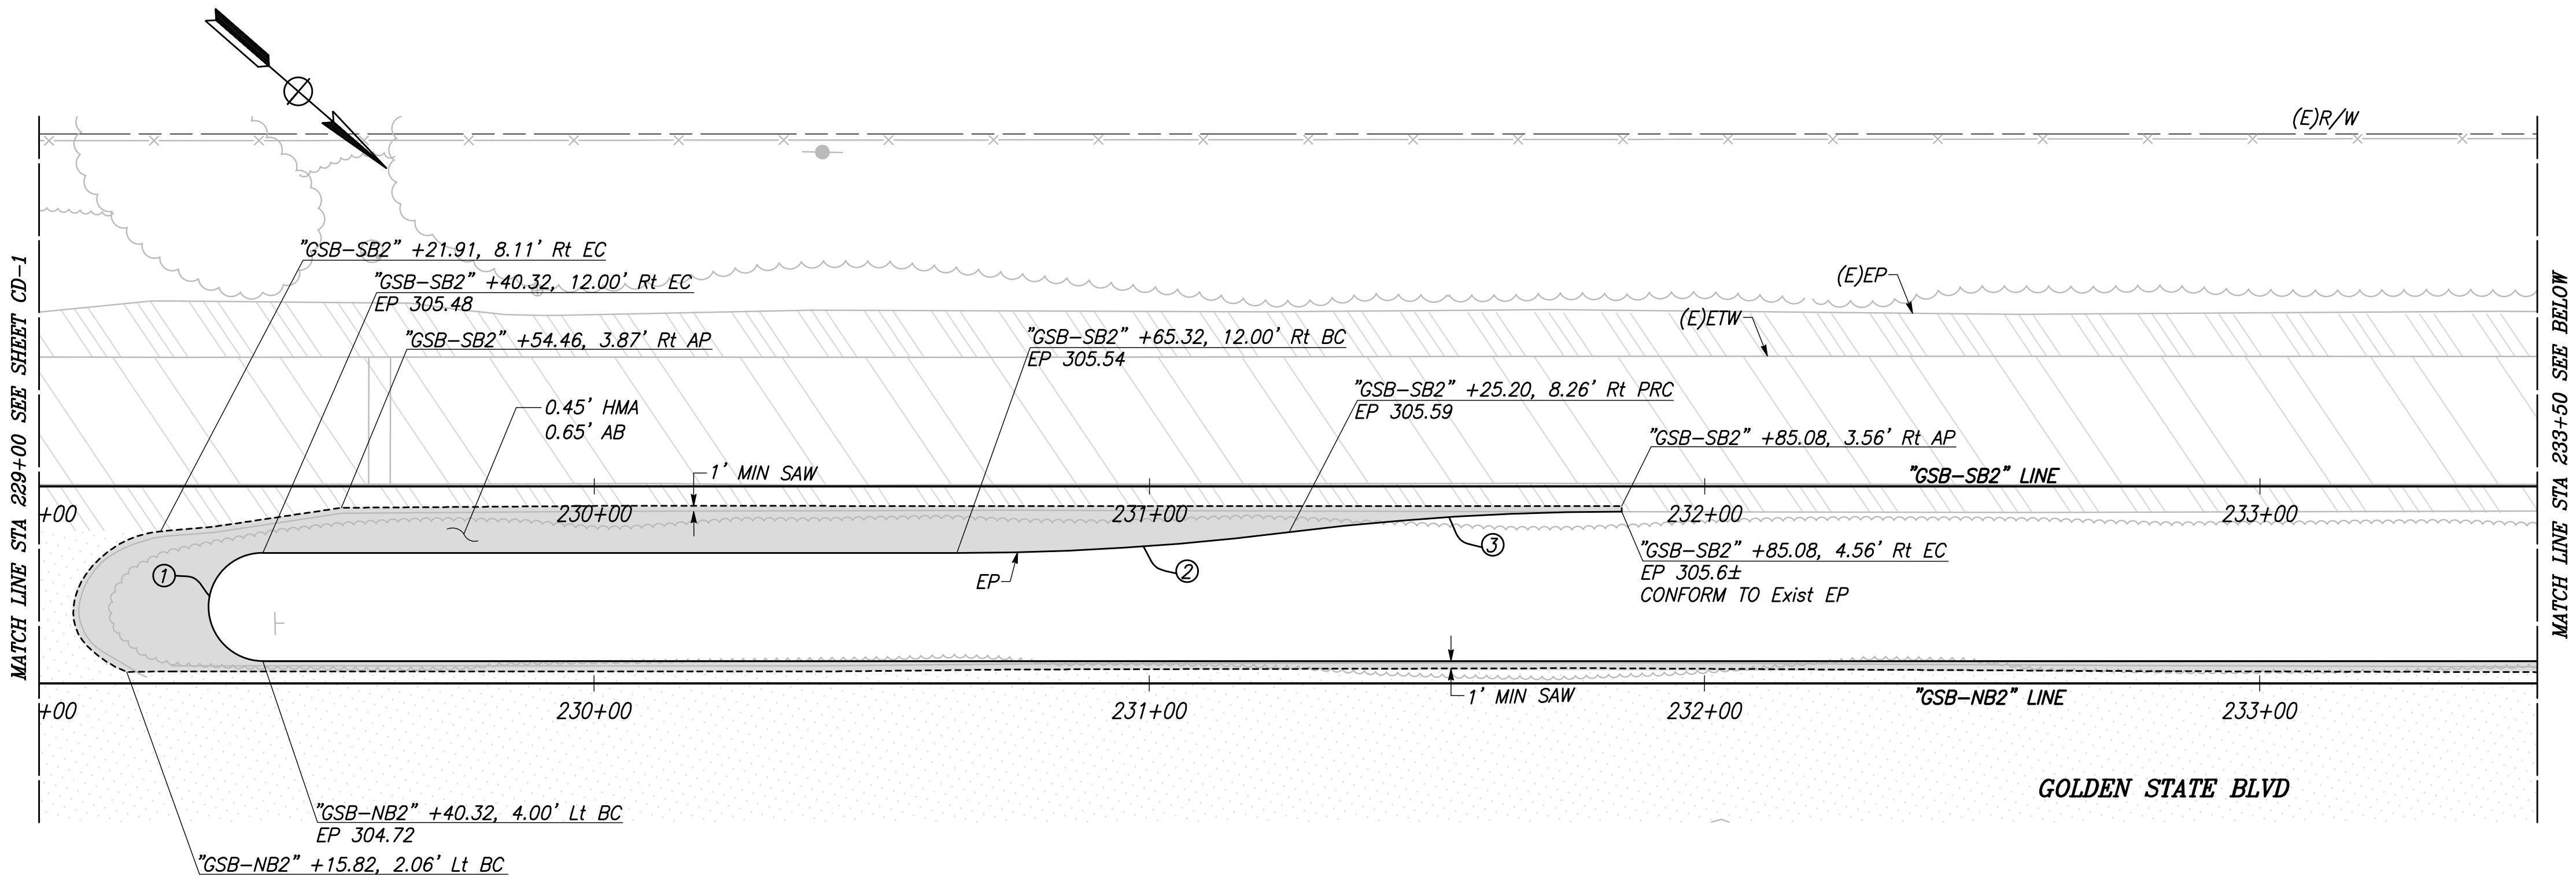 (E)R/W
MATCH LINE STA 229+00 SEE SHEET CD-1
"GSB-SB2" +21.91, 8.11' Rt EC
"GSB-SB2" +40.32, 12.00' Rt EC
EP 305.48
"GSB-SB2" +54.46, 3.87' Rt AP
"GSB-SB2" +65.32, 12.00' Rt BC
EP 305.54
(E)EP
(E)ETW
MATCH LINE STA 233+50 SEE BELOW
"GSB-SB2" +25.20, 8.26' Rt PRC
EP 305.59
0.45' HMA
0.65' AB
"GSB-SB2" +85.08, 3.56' Rt AP
1' MIN SAW
"GSB-SB2" LINE
+00
230+00
231+00
232+00
233+00
1
EP
2
3
"GSB-SB2" +85.08, 4.56' Rt EC
EP 305.6±
CONFORM TO Exist EP
1' MIN SAW
"GSB-NB2" LINE
+00
230+00
231+00
232+00
233+00
GOLDEN STATE BLVD
"GSB-NB2" +40.32, 4.00' Lt BC
EP 304.72
"GSB-NB2" +15.82, 2.06' Lt BC